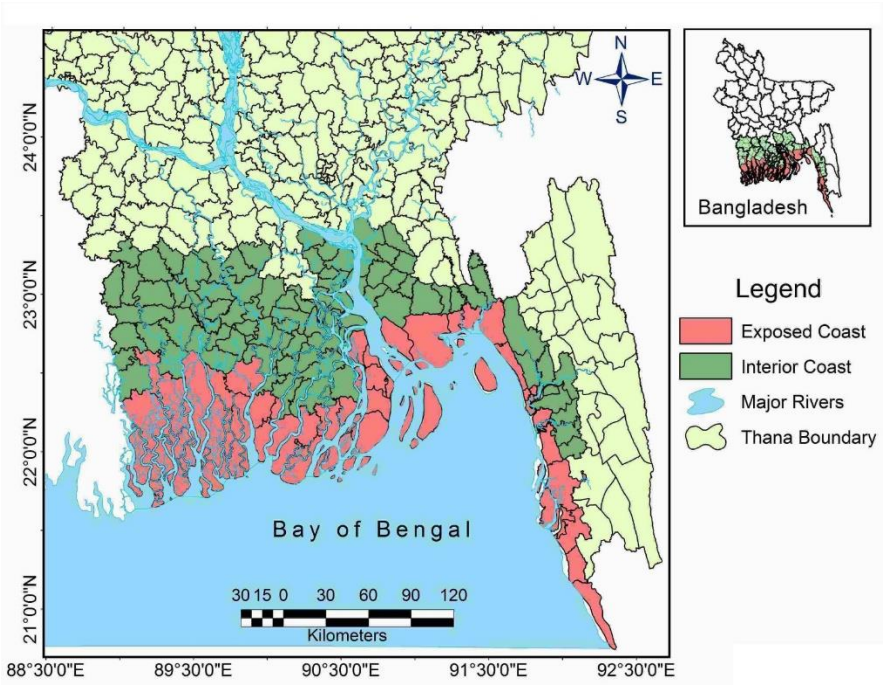 N
W E
S
24°0'0"N
23°0'0"N
22°0'0"N
21°0'0"N
Bangladesh
Legend
Exposed Coast
Interior Coast
Major Rivers
Thana Boundary
Bay of Bengal
30 15 0 30 60 90 120
Kilometers
88°30'0"E 89°30'0"E 90°30'0"E 91°30'0"E 92°30'0"E